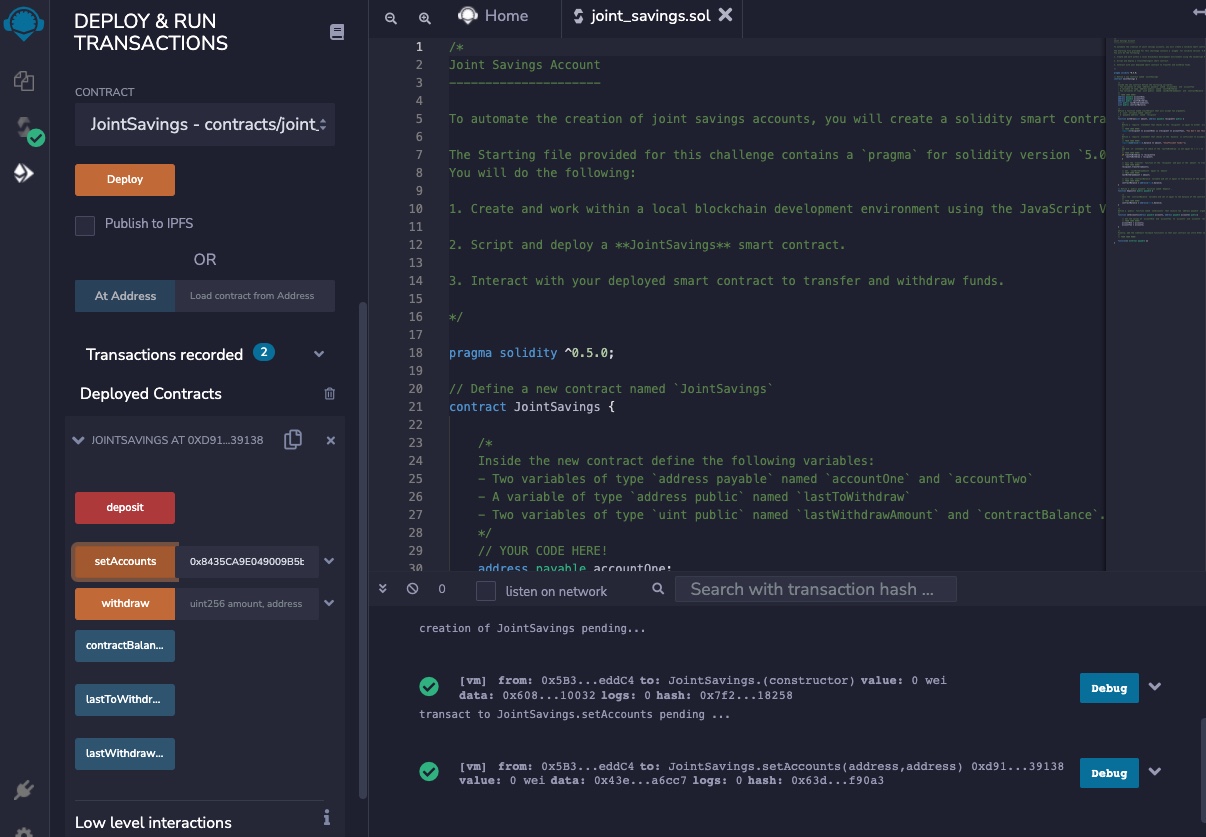 DEPLOY & RUN
TRANSACTIONS
CONTRACT
JointSavings - contracts/joint_
Deploy
Publish to IPFS
OR
At Address
Load contract from Address
Transactions recorded 2
Deployed Contracts
JOINTSAVINGS AT 0XD91...39138
deposit
setAccounts 0x8435CA9E049009B5b
withdraw uint256 amount, address
contractBalan...
lastToWithdr...
lastWithdraw...
Low level interactions
Home
joint_savings.sol
1 /*
2 Joint Savings Account
3 ---------------------
4
5 To automate the creation of joint savings accounts, you will create a solidity smart contra
6
7 The Starting file provided for this challenge contains a `pragma` for solidity version `5.0
8 You will do the following:
9
10 1. Create and work within a local blockchain development environment using the JavaScript V
11
12 2. Script and deploy a **JointSavings** smart contract.
13
14 3. Interact with your deployed smart contract to transfer and withdraw funds.
15
16 */
17
18 pragma solidity ^0.5.0;
19
20 // Define a new contract named `JointSavings`
21 contract JointSavings {
22
23 /*
24 Inside the new contract define the following variables:
25 - Two variables of type `address payable` named `accountOne` and `accountTwo`
26 - A variable of type `address public` named `lastToWithdraw`
27 - Two variables of type `uint public` named `lastWithdrawAmount` and `contractBalance`.
28 */
29 // YOUR CODE HERE!
30 address payable accountOne;
0
listen on network
Search with transaction hash ...
creation of JointSavings pending...
[vm] from: 0x5B3...eddC4 to: JointSavings.(constructor) value: 0 wei
data: 0x608...10032 logs: 0 hash: 0x7f2...18258
Debug
transact to JointSavings.setAccounts pending ...
[vm] from: 0x5B3...eddC4 to: JointSavings.setAccounts(address,address) 0xd91...39138
value: 0 wei data: 0x43e...a6cc7 logs: 0 hash: 0x63d...f90a3
Debug